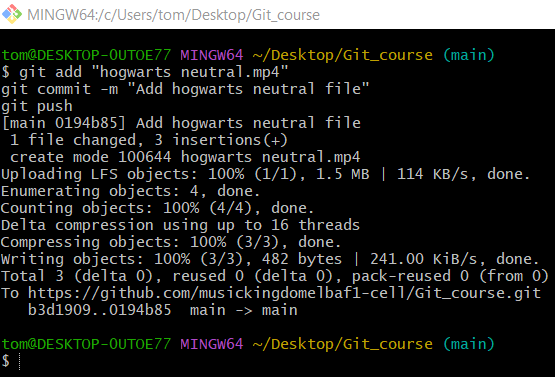 MINGW64:/c/Users/tom/Desktop/Git_course
tom@DESKTOP-OUTOE77 MINGW64 ~/Desktop/Git_course (main)
$ git add "hogwarts neutral.mp4"
git commit -m "Add hogwarts neutral file"
git push
[main 0194b85] Add hogwarts neutral file
 1 file changed, 3 insertions(+)
 create mode 100644 hogwarts neutral.mp4
Uploading LFS objects: 100% (1/1), 1.5 MB | 114 KB/s, done.
Enumerating objects: 4, done.
Counting objects: 100% (4/4), done.
Delta compression using up to 16 threads
Compressing objects: 100% (3/3), done.
Writing objects: 100% (3/3), 482 bytes | 241.00 KiB/s, done.
Total 3 (delta 0), reused 0 (delta 0), pack-reused 0 (from 0)
To https://github.com/musickingdomelbaf1-cell/Git_course.git
   b3d1909..0194b85  main -> main
tom@DESKTOP-OUTOE77 MINGW64 ~/Desktop/Git_course (main)
$